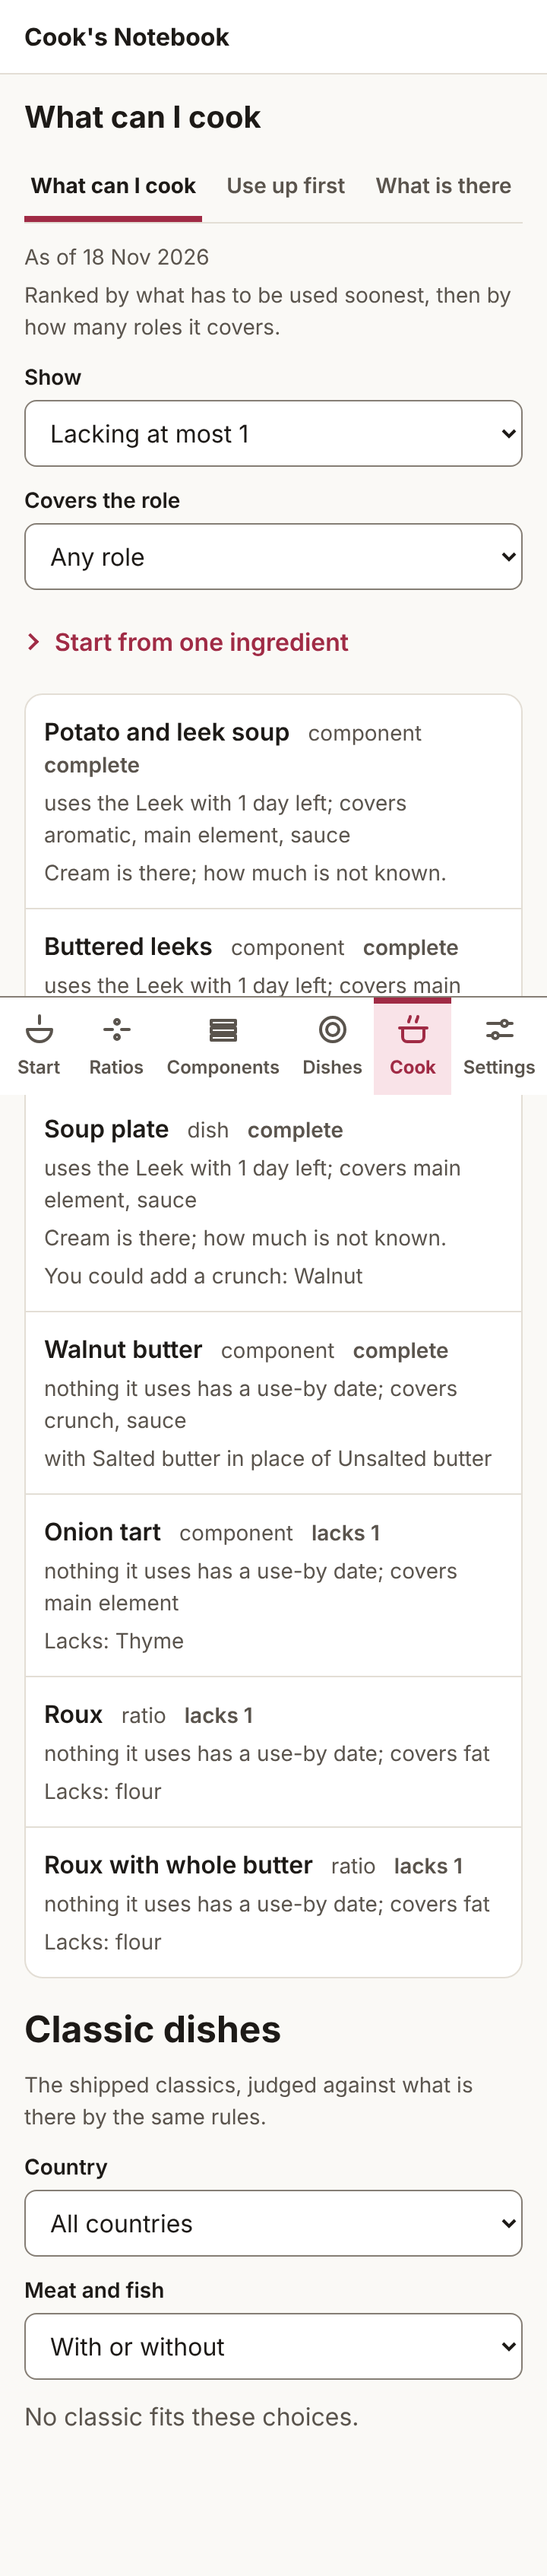 Cook's Notebook
What can I cook
What can I cook Use up first What is there
As of 18 Nov 2026
Ranked by what has to be used soonest, then by
how many roles it covers.
Show
Lacking at most 1
Covers the role
Any role
Start from one ingredient
Potato and leek soup component
complete
uses the Leek with 1 day left; covers
aromatic, main element, sauce
Cream is there; how much is not known.
Buttered leeks component complete
uses the Leek with 1 day left; covers main
Start Ratios Components Dishes Cook Settings
Soup plate dish complete
uses the Leek with 1 day left; covers main
element, sauce
Cream is there; how much is not known.
You could add a crunch: Walnut
Walnut butter component complete
nothing it uses has a use-by date; covers
crunch, sauce
with Salted butter in place of Unsalted butter
Onion tart component lacks 1
nothing it uses has a use-by date; covers
main element
Lacks: Thyme
Roux ratio lacks 1
nothing it uses has a use-by date; covers fat
Lacks: flour
Roux with whole butter ratio lacks 1
nothing it uses has a use-by date; covers fat
Lacks: flour
Classic dishes
The shipped classics, judged against what is
there by the same rules.
Country
All countries
Meat and fish
With or without
No classic fits these choices.